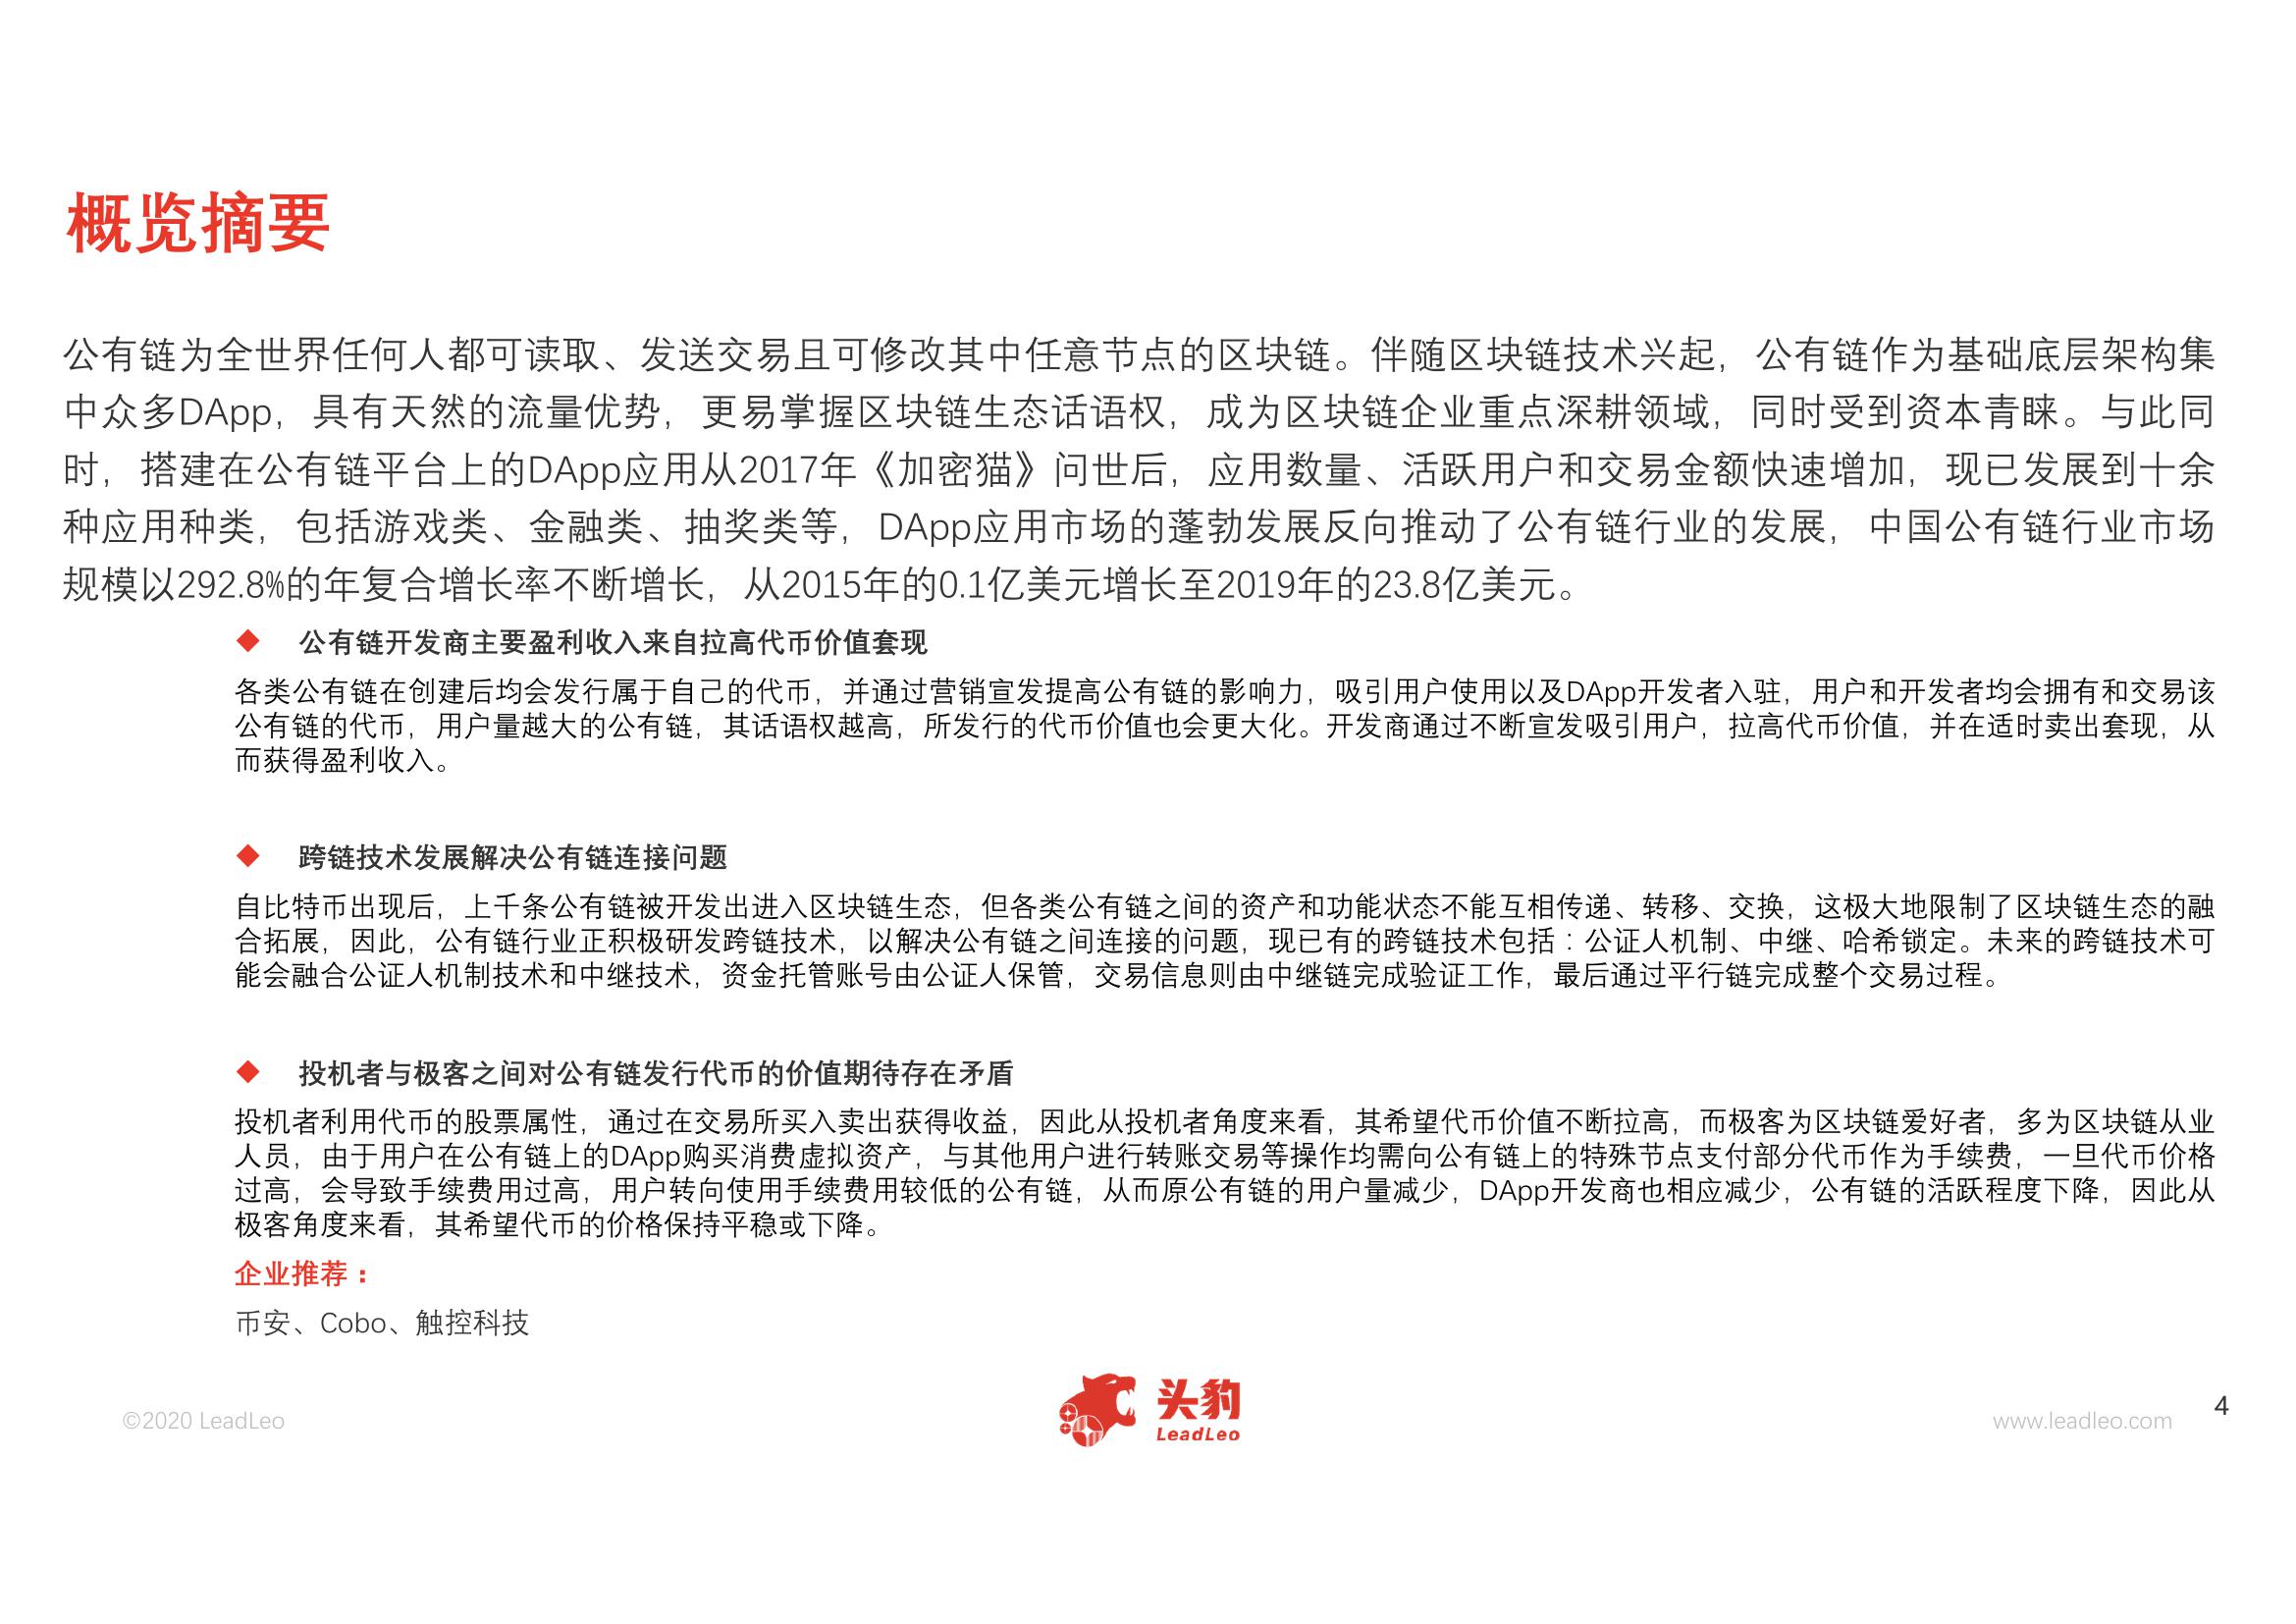 概览摘要
公有链为全世界任何人都可读取、发送交易且可修改其中任意节点的区块链。伴随区块链技术兴起，公有链作为基础底层架构集
中众多DApp，具有天然的流量优势，更易掌握区块链生态话语权，成为区块链企业重点深耕领域，同时受到资本青睐。与此同
时，搭建在公有链平台上的DApp应用从2017年《加密猫》问世后，应用数量、活跃用户和交易金额快速增加，现已发展到十余
种应用种类，包括游戏类、金融类、抽奖类等，DApp应用市场的蓬勃发展反向推动了公有链行业的发展，中国公有链行业市场
规模以292.8%的年复合增长率不断增长，从2015年的0.1亿美元增长至2019年的23.8亿美元。
◆ 公有链开发商主要盈利收入来自拉高代币价值套现
各类公有链在创建后均会发行属于自己的代币，并通过营销宣发提高公有链的影响力，吸引用户使用以及DApp开发者入驻，用户和开发者均会拥有和交易该
公有链的代币，用户量越大的公有链，其话语权越高，所发行的代币价值也会更大化。开发商通过不断宣发吸引用户，拉高代币价值，并在适时卖出套现，从
而获得盈利收入。
◆ 跨链技术发展解决公有链连接问题
自比特币出现后，上千条公有链被开发出进入区块链生态，但各类公有链之间的资产和功能状态不能互相传递、转移、交换，这极大地限制了区块链生态的融
合拓展，因此，公有链行业正积极研发跨链技术，以解决公有链之间连接的问题，现已有的跨链技术包括：公证人机制、中继、哈希锁定。未来的跨链技术可
能会融合公证人机制技术和中继技术，资金托管账号由公证人保管，交易信息则由中继链完成验证工作，最后通过平行链完成整个交易过程。
◆ 投机者与极客之间对公有链发行代币的价值期待存在矛盾
投机者利用代币的股票属性，通过在交易所买入卖出获得收益，因此从投机者角度来看，其希望代币价值不断拉高，而极客为区块链爱好者，多为区块链从业
人员，由于用户在公有链上的DApp购买消费虚拟资产，与其他用户进行转账交易等操作均需向公有链上的特殊节点支付部分代币作为手续费，一旦代币价格
过高，会导致手续费用过高，用户转向使用手续费用较低的公有链，从而原公有链的用户量减少，DApp开发商也相应减少，公有链的活跃程度下降，因此从
极客角度来看，其希望代币的价格保持平稳或下降。
企业推荐：
币安、Cobo、触控科技
©2020 LeadLeo
头豹
LeadLeo
www.leadleo.com
4